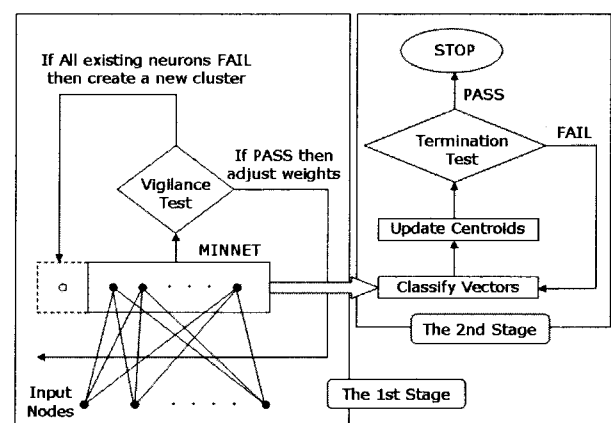 If All existing neurons FAIL
then create a new cluster
Vigilance
Test
If PASS then
adjust weights
MINNET
Input
Nodes
The 1st Stage
STOP
PASS
Termination
Test
FAIL
Update Centroids
Classify Vectors
The 2nd Stage